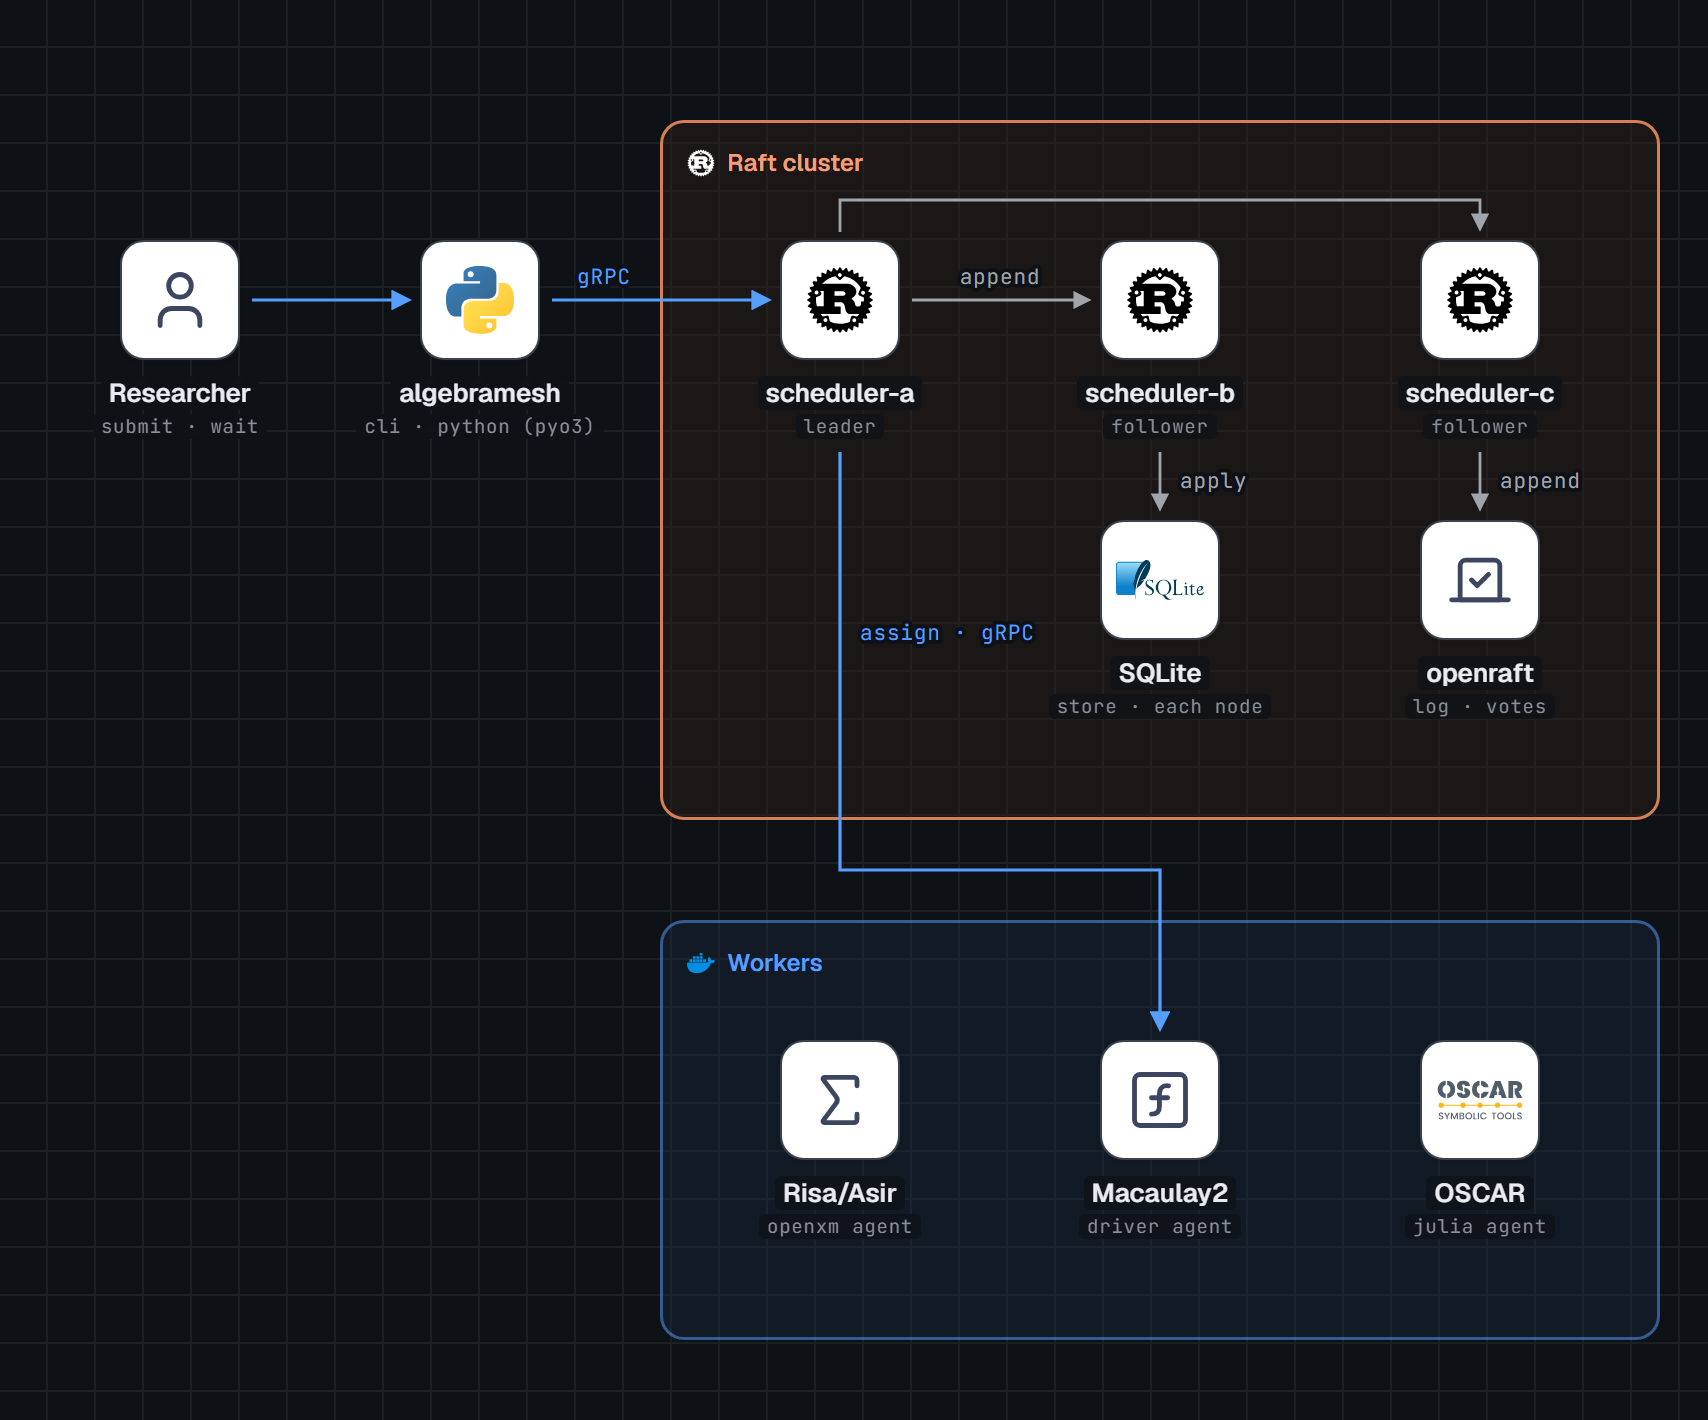 Raft cluster
gRPC
append
Researcher
submit · wait
algebramesh
cli · python (pyo3)
scheduler-a
leader
scheduler-b
follower
scheduler-c
follower
apply
append
SQLite
assign · gRPC
SQLite
store · each node
openraft
log · votes
Workers
OSCAR
SYMBOLIC TOOLS
Risa/Asir
openxm agent
Macaulay2
driver agent
OSCAR
julia agent